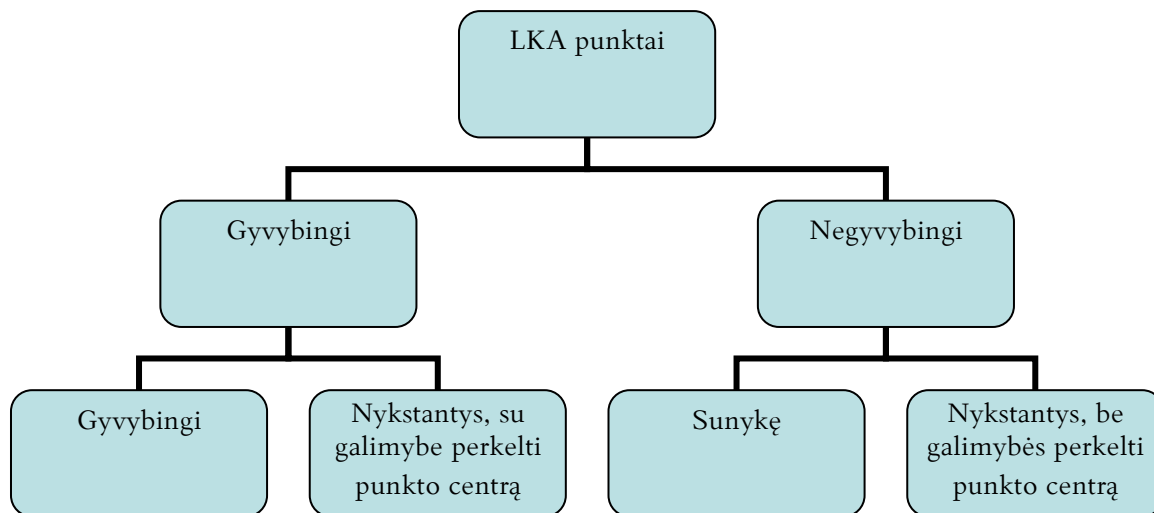 LKA punktai
Gyvybingi
Negyvybingi
Gyvybingi
Nykstantys, su
galimybe perkelti
punkto centrą
Sunykę
Nykstantys, be
galimybės perkelti
punkto centrą